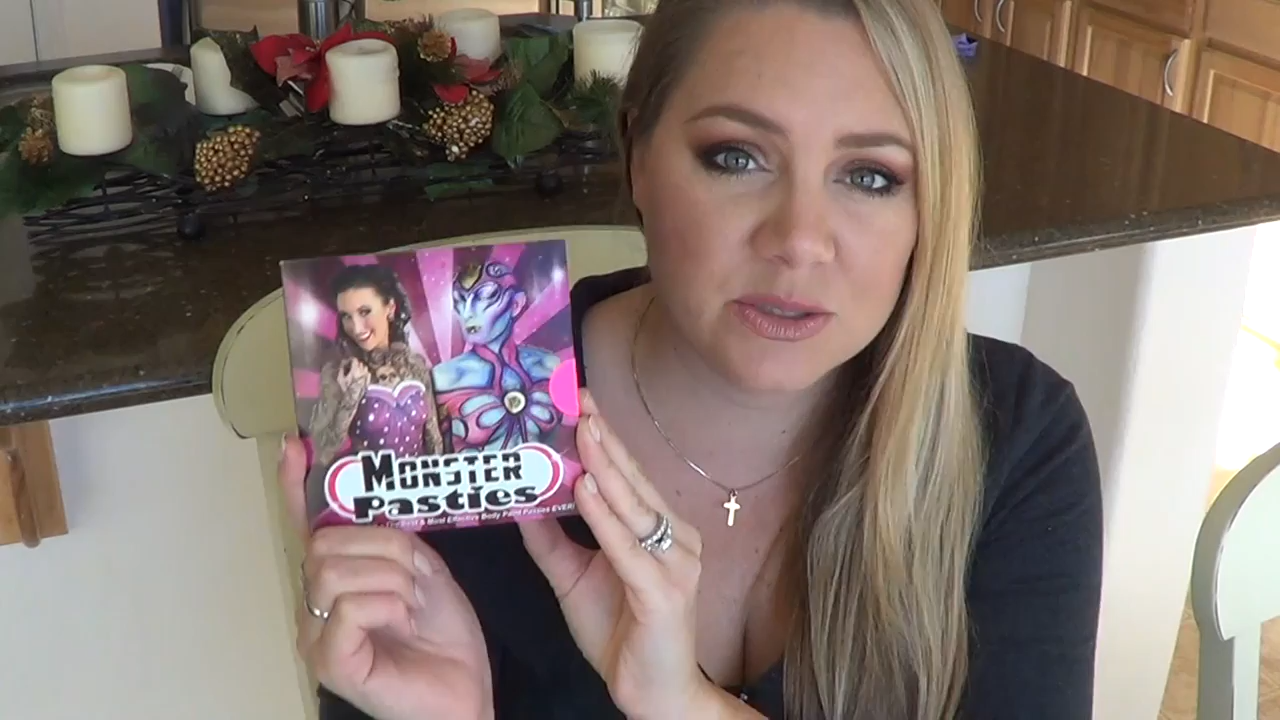 MONSTER
Pasties
The Best & Most Effective Body Paint Pasties EVER!